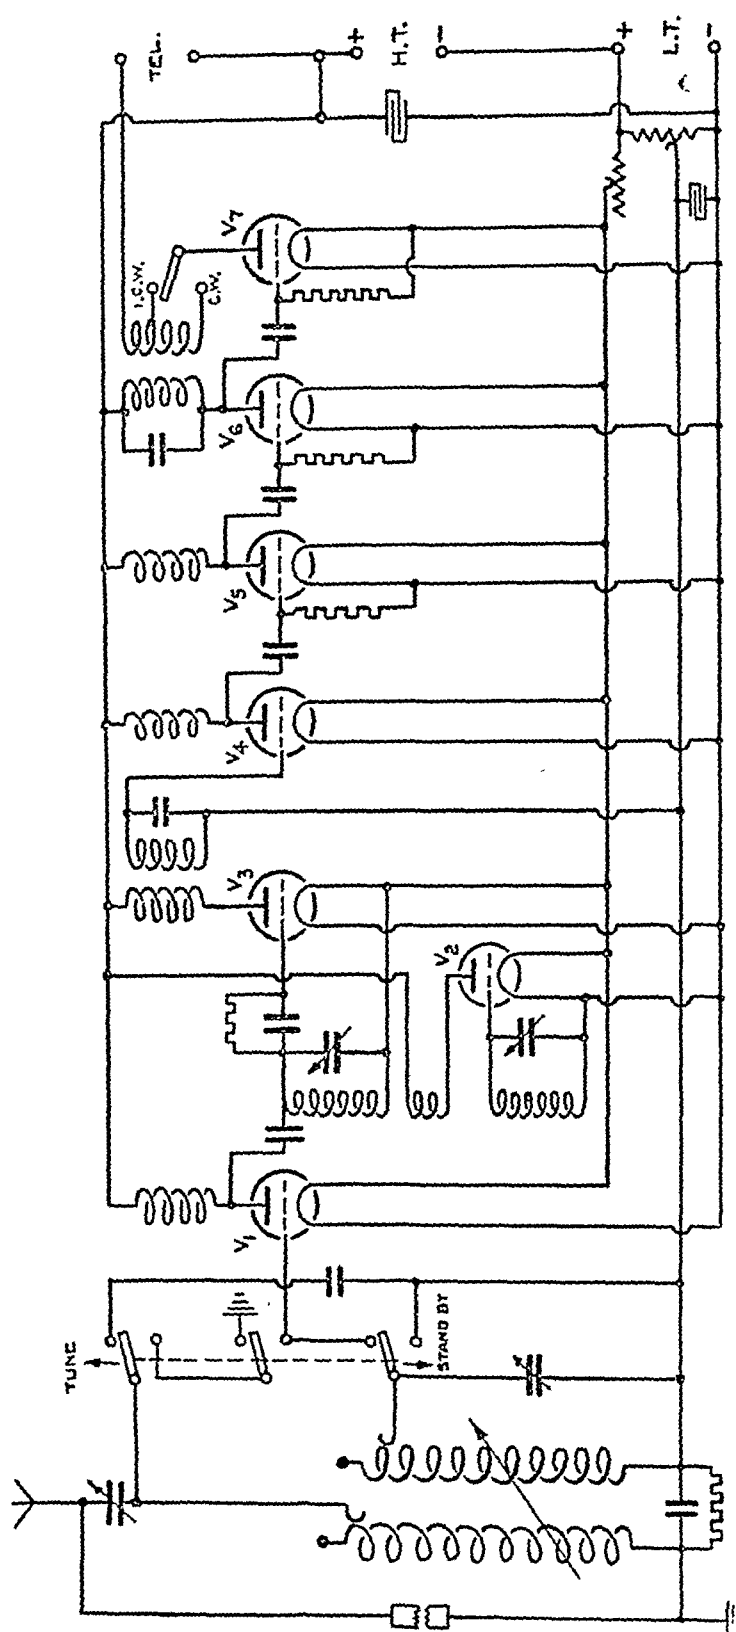 TEL.
+
H.T.
−
+
L.T.
−
V7
I.C.W.
C.W.
V6
V5
V4
V3
V2
V1
TUNE
STAND BY